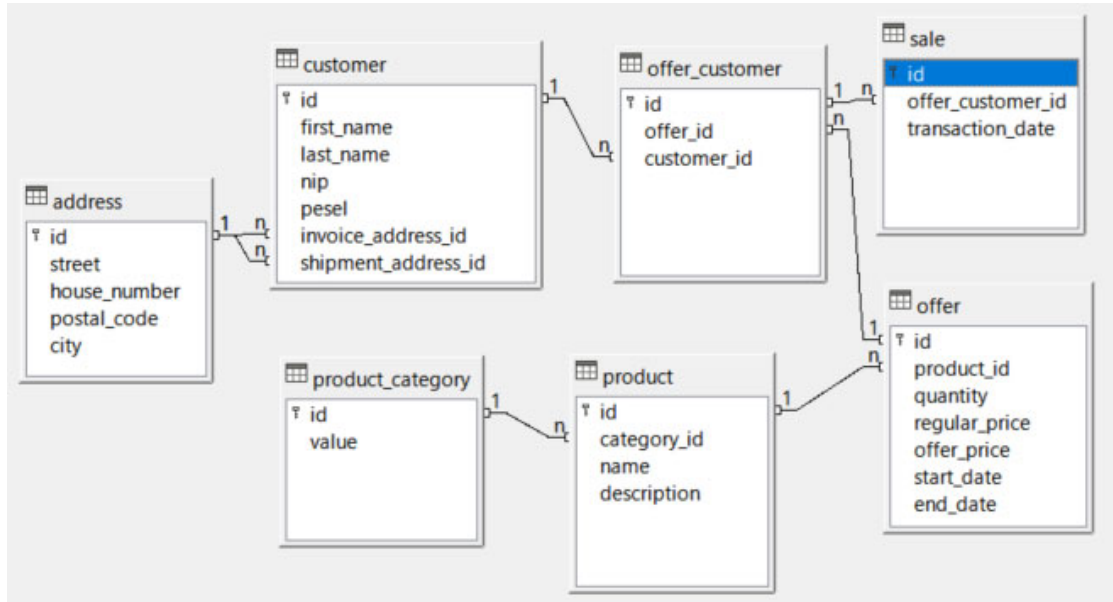 customer
id
first_name
last_name
nip
pesel
invoice_address_id
shipment_address_id
offer_customer
id
offer_id
customer_id
sale
id
offer_customer_id
transaction_date
address
id
street
house_number
postal_code
city
product_category
id
value
product
id
category_id
name
description
offer
id
product_id
quantity
regular_price
offer_price
start_date
end_date
1
n
1
n
n
1
n
n
1
n
1
n
1
n